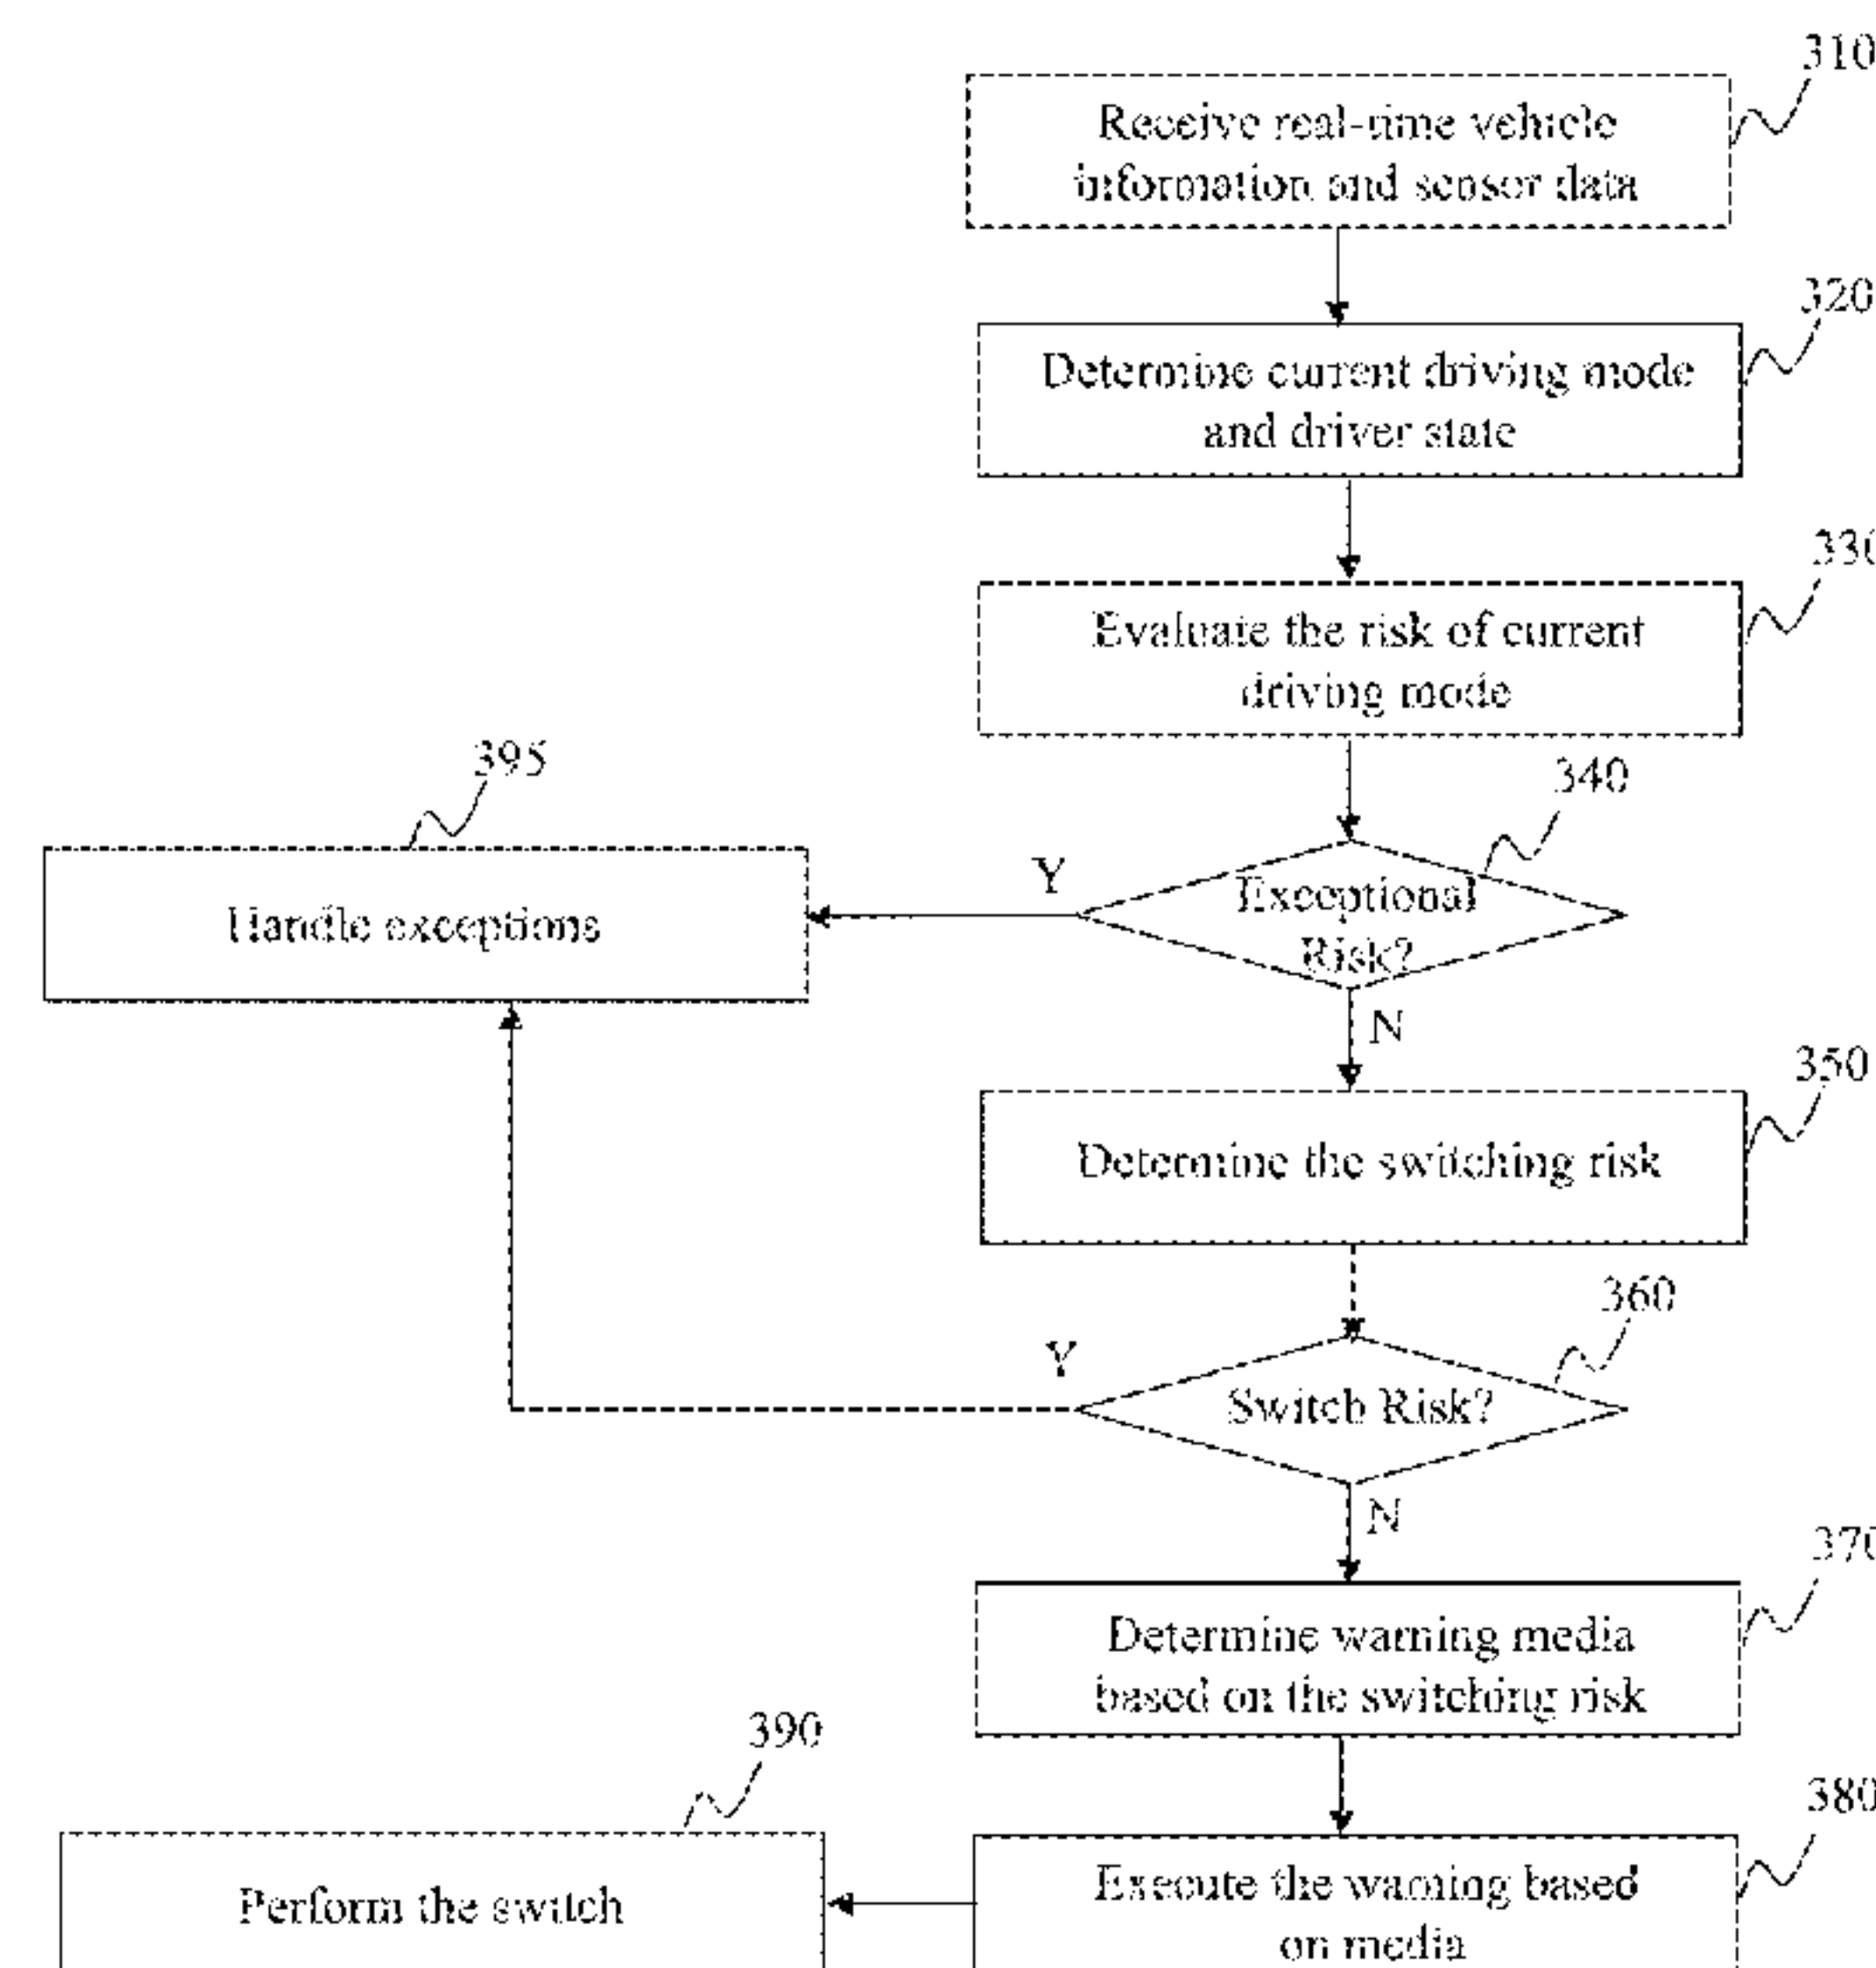 310
Receive real-time vehicle
information and sensor data
320
Determine current driving mode
and driver state
330
Evaluate the risk of current
driving mode
395
340
Handle exceptions
Y
Exceptional
Risk?
N
350
Determine the switching risk
360
Y
Switch Risk?
N
370
Determine warning media
based on the switching risk
390
380
Perform the switch
Execute the warning based
on media